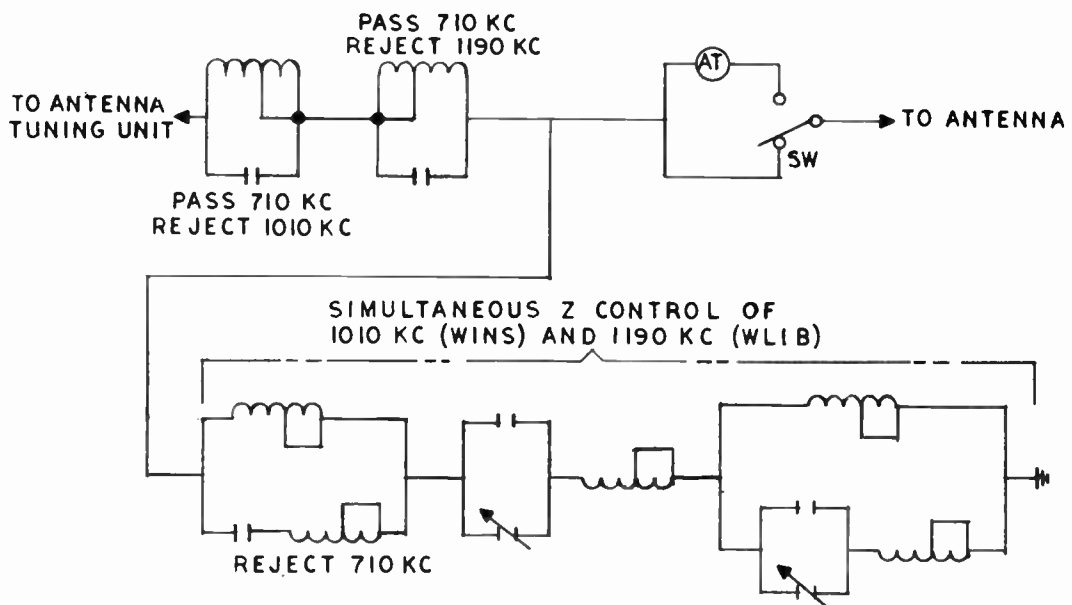 PASS 710 KC
REJECT 1190 KC
AT
TO ANTENNA
TUNING UNIT
TO ANTENNA
SW
PASS 710 KC
REJECT 1010 KC
SIMULTANEOUS Z CONTROL OF
1010 KC (WINS) AND 1190 KC (WLIB)
REJECT 710 KC